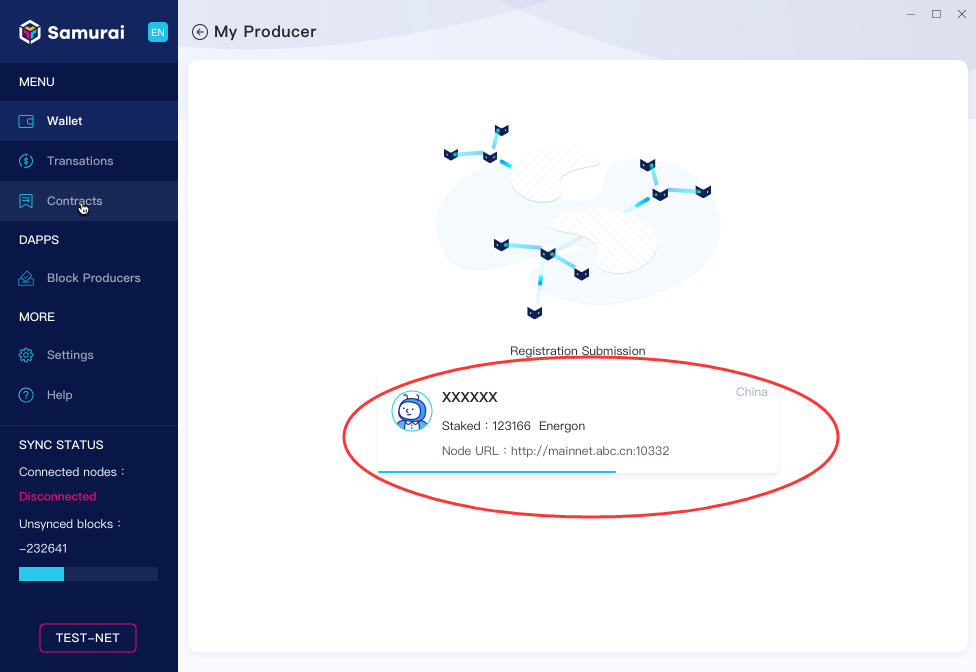 Samurai
EN
MENU
Wallet
Transations
Contracts
DAPPS
Block Producers
MORE
Settings
Help
SYNC STATUS
Connected nodes：
Disconnected
Unsynced blocks：
-232641
TEST-NET
My Producer
Registration Submission
XXXXXX
China
Staked：123166 Energon
Node URL：http://mainnet.abc.cn:10332